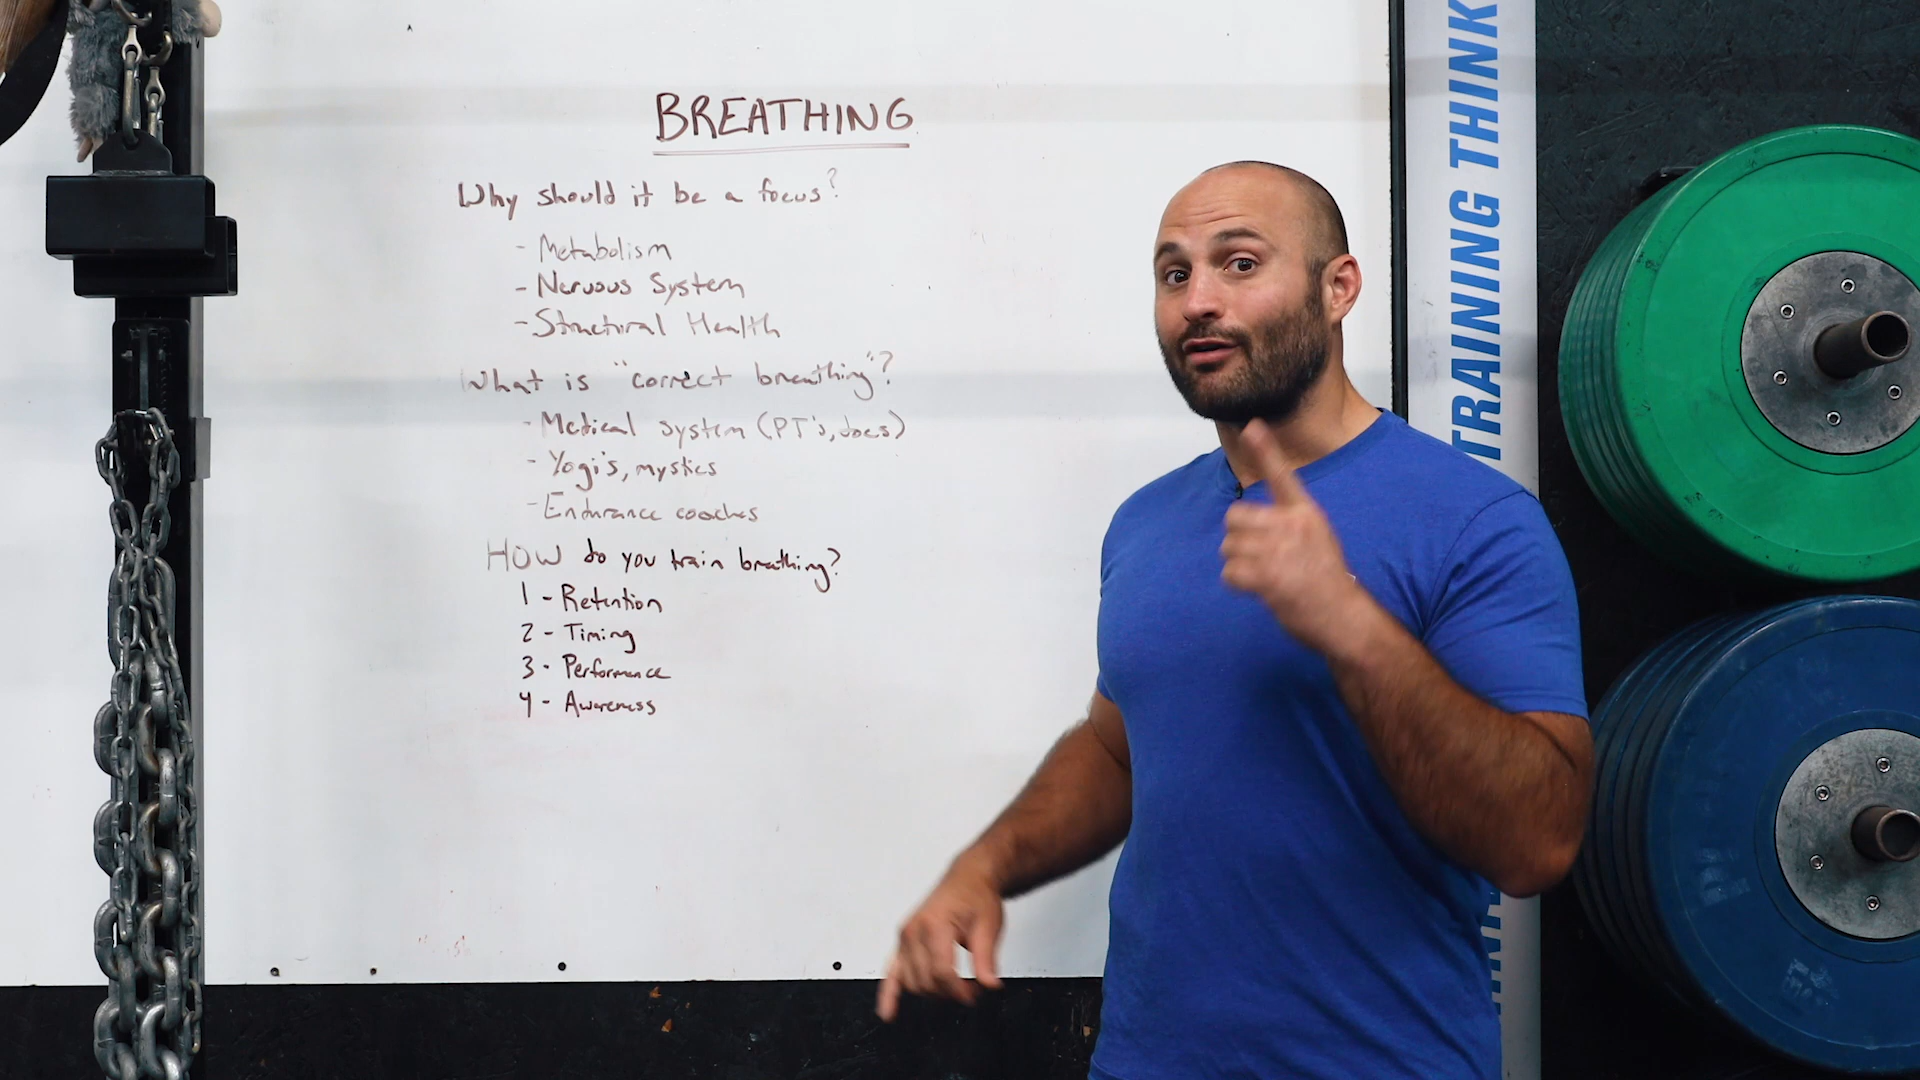 BREATHING
Why should it be a focus?
- Metabolism
- Nervous System
- Structural Health
What is "correct breathing"?
- Medical system (PT's, docs)
- Yogi's, mystics
- Endurance coaches
HOW do you train breathing?
1 - Retention
2 - Timing
3 - Performance
4 - Awareness
TRAINING THINK